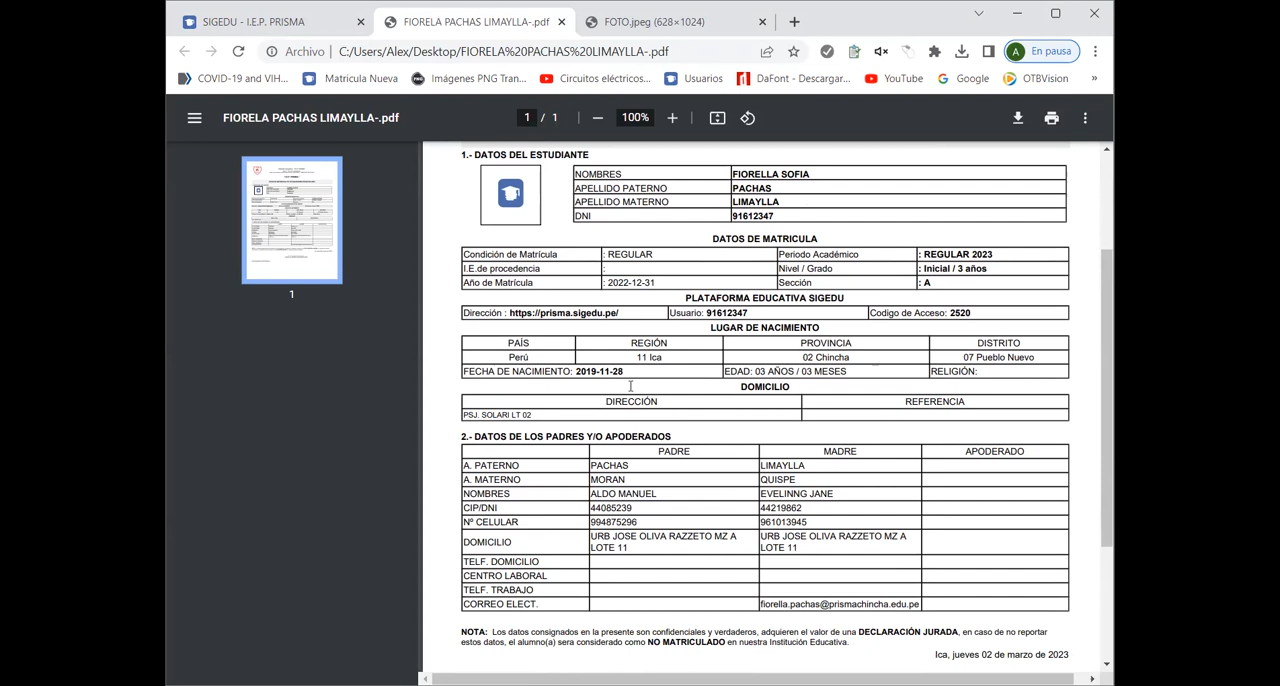 SIGEDU - I.E.P. PRISMA
FIORELA PACHAS LIMAYLLA-.pdf
FOTO.jpeg (628×1024)
Archivo | C:/Users/Alex/Desktop/FIORELA%20PACHAS%20LIMAYLLA-.pdf
A En pausa
COVID-19 and VIH... Matricula Nueva PNG Imágenes PNG Tran... Circuitos eléctricos... Usuarios DaFont - Descargar... YouTube Google OTBVision »
FIORELA PACHAS LIMAYLLA-.pdf 1 / 1 100%
1
1.- DATOS DEL ESTUDIANTE
NOMBRES FIORELLA SOFIA
APELLIDO PATERNO PACHAS
APELLIDO MATERNO LIMAYLLA
DNI 91612347
DATOS DE MATRICULA
Condición de Matrícula : REGULAR Periodo Académico : REGULAR 2023
I.E.de procedencia : Nivel / Grado : Inicial / 3 años
Año de Matrícula : 2022-12-31 Sección : A
PLATAFORMA EDUCATIVA SIGEDU
Dirección : https://prisma.sigedu.pe/ Usuario: 91612347 Codigo de Acceso: 2520
LUGAR DE NACIMIENTO
PAÍS REGIÓN PROVINCIA DISTRITO
Perú 11 Ica 02 Chincha 07 Pueblo Nuevo
FECHA DE NACIMIENTO: 2019-11-28 EDAD: 03 AÑOS / 03 MESES RELIGIÓN:
DOMICILIO
DIRECCIÓN REFERENCIA
PSJ. SOLARI LT 02
2.- DATOS DE LOS PADRES Y/O APODERADOS
PADRE MADRE APODERADO
A. PATERNO PACHAS LIMAYLLA
A. MATERNO MORAN QUISPE
NOMBRES ALDO MANUEL EVELINNG JANE
CIP/DNI 44085239 44219862
Nº CELULAR 994875296 961013945
DOMICILIO URB JOSE OLIVA RAZZETO MZ A LOTE 11 URB JOSE OLIVA RAZZETO MZ A LOTE 11
TELF. DOMICILIO
CENTRO LABORAL
TELF. TRABAJO
CORREO ELECT. fiorella.pachas@prismachincha.edu.pe
NOTA: Los datos consignados en la presente son confidenciales y verdaderos, adquieren el valor de una DECLARACIÓN JURADA, en caso de no reportar
estos datos, el alumno(a) sera considerado como NO MATRICULADO en nuestra Institución Educativa.
Ica, jueves 02 de marzo de 2023